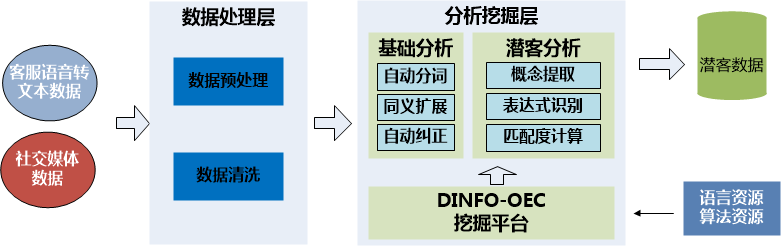 客服语音转
文本数据
社交媒体
数据
数据处理层
数据预处理
数据清洗
分析挖掘层
基础分析
自动分词
同义扩展
自动纠正
潜客分析
概念提取
表达式识别
匹配度计算
DINFO-OEC
挖掘平台
潜客数据
语言资源
算法资源